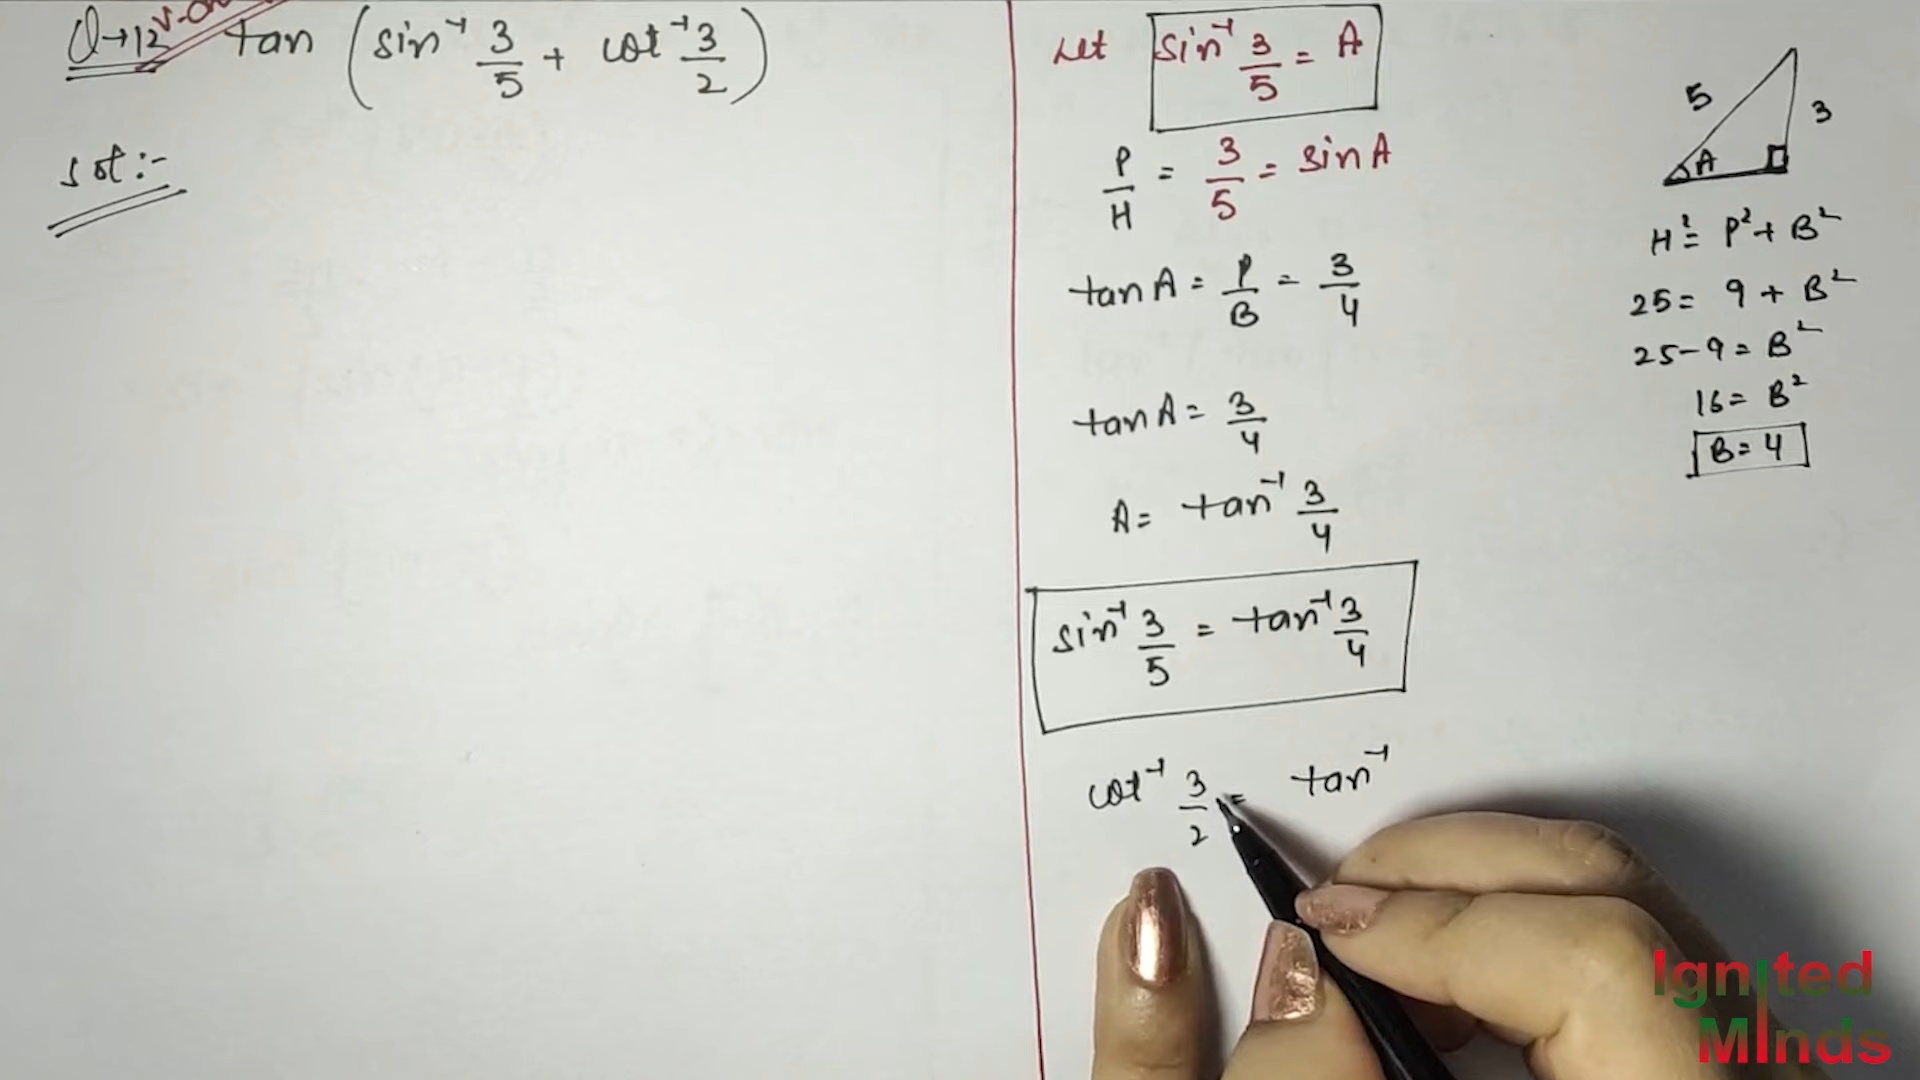 Q→12 tan (sin⁻¹ 3/5 + cot⁻¹ 3/2)
Sol:-
Let sin⁻¹ 3/5 = A
P/H = 3/5 = sin A
tan A = P/B = 3/4
tan A = 3/4
A = tan⁻¹ 3/4
sin⁻¹ 3/5 = tan⁻¹ 3/4
cot⁻¹ 3/2 = tan⁻¹
5
3
A
H² = P² + B²
25 = 9 + B²
25 - 9 = B²
16 = B²
B = 4
Ignited
Minds